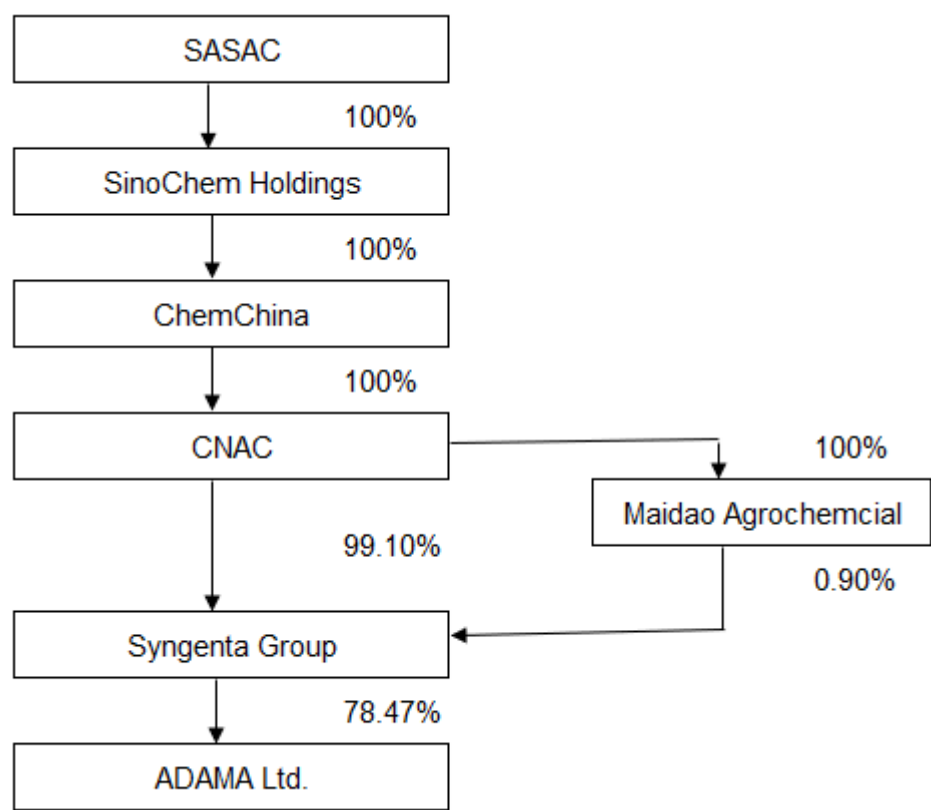 SASAC
100%
SinoChem Holdings
100%
ChemChina
100%
CNAC
100%
Maidao Agrochemcial
99.10%
0.90%
Syngenta Group
78.47%
ADAMA Ltd.